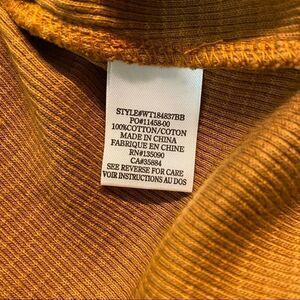 STYLE#WT184837BB
PO#11458-00
100%COTTON/COTON
MADE IN CHINA
FABRIQUE EN CHINE
RN#135090
CA#35884
SEE REVERSE FOR CARE
VOIR INSTRUCTIONS AU DOS